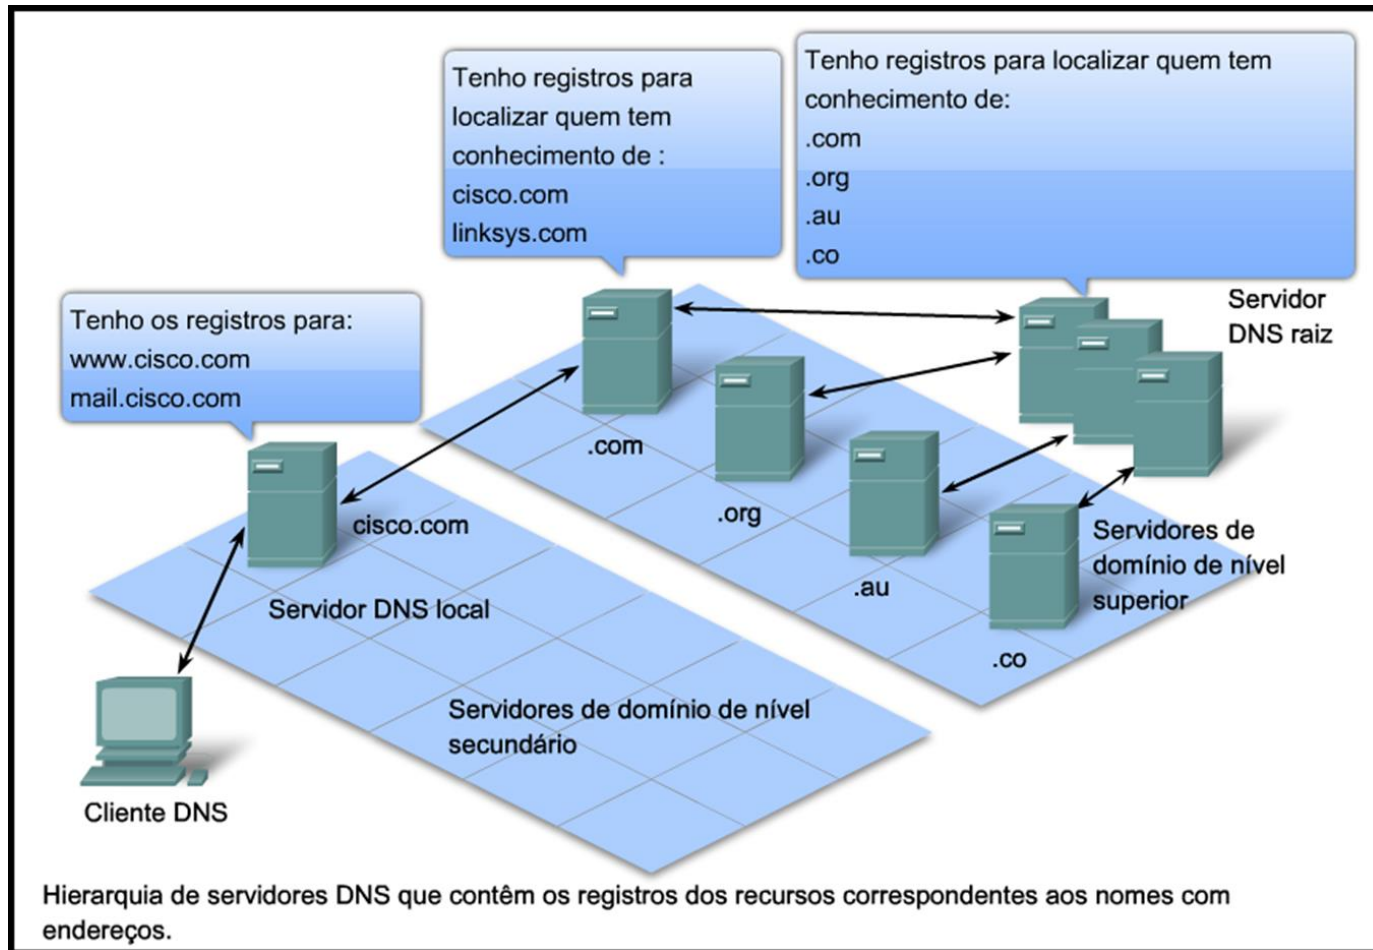 Tenho registros para
localizar quem tem
conhecimento de :
cisco.com
linksys.com
Tenho registros para localizar quem tem
conhecimento de:
.com
.org
.au
.co
Tenho os registros para:
www.cisco.com
mail.cisco.com
Servidor
DNS raiz
.com
.org
.au
.co
Servidores de
domínio de nível
superior
cisco.com
Servidor DNS local
Servidores de domínio de nível
secundário
Cliente DNS
Hierarquia de servidores DNS que contêm os registros dos recursos correspondentes aos nomes com
endereços.